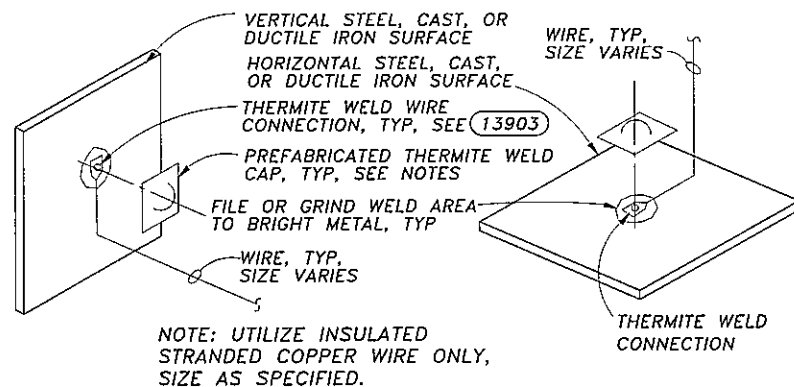 VERTICAL STEEL, CAST, OR
DUCTILE IRON SURFACE
HORIZONTAL STEEL, CAST,
OR DUCTILE IRON SURFACE
THERMITE WELD WIRE
CONNECTION, TYP, SEE 13903
PREFABRICATED THERMITE WELD
CAP, TYP, SEE NOTES
FILE OR GRIND WELD AREA
TO BRIGHT METAL, TYP
WIRE, TYP,
SIZE VARIES
NOTE: UTILIZE INSULATED
STRANDED COPPER WIRE ONLY,
SIZE AS SPECIFIED.
WIRE, TYP,
SIZE VARIES
THERMITE WELD
CONNECTION